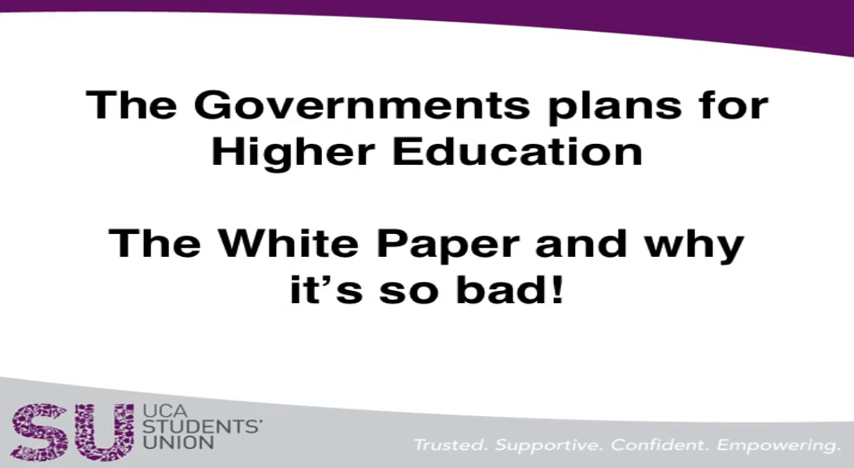 The Governments plans for
Higher Education
The White Paper and why
it’s so bad!
SU
UCA
STUDENTS’
UNION
Trusted. Supportive. Confident. Empowering.